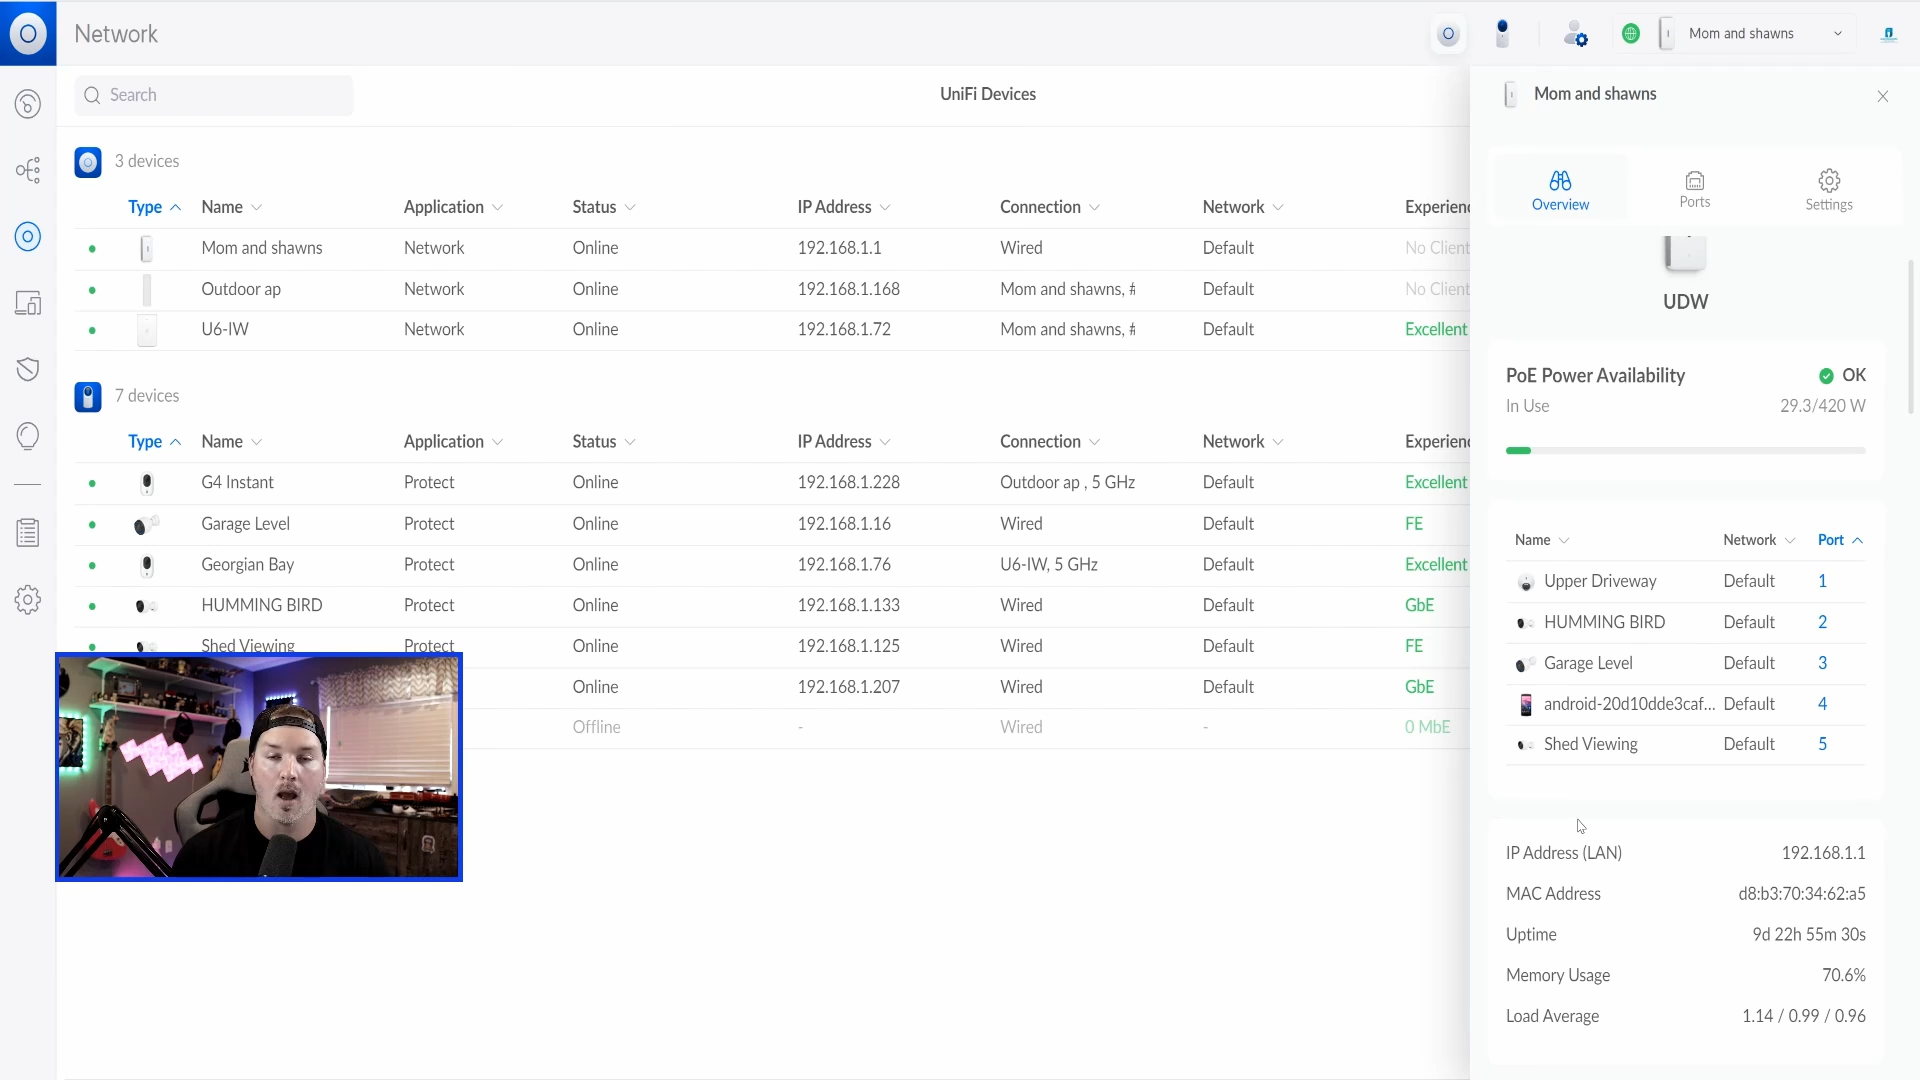 Network
Mom and shawns
Search
UniFi Devices
3 devices
Type Name Application Status IP Address Connection Network Experienc
Mom and shawns Network Online 192.168.1.1 Wired Default No Client
Outdoor ap Network Online 192.168.1.168 Mom and shawns, # Default No Client
U6-IW Network Online 192.168.1.72 Mom and shawns, # Default Excellent
7 devices
Type Name Application Status IP Address Connection Network Experienc
G4 Instant Protect Online 192.168.1.228 Outdoor ap , 5 GHz Default Excellent
Garage Level Protect Online 192.168.1.16 Wired Default FE
Georgian Bay Protect Online 192.168.1.76 U6-IW, 5 GHz Default Excellent
HUMMING BIRD Protect Online 192.168.1.133 Wired Default GbE
Shed Viewing Protect Online 192.168.1.125 Wired Default FE
Online 192.168.1.207 Wired Default GbE
Offline - Wired - 0 MbE
Mom and shawns
Overview
Ports
Settings
UDW
PoE Power Availability OK
In Use 29.3/420 W
Name Network Port
Upper Driveway Default 1
HUMMING BIRD Default 2
Garage Level Default 3
android-20d10dde3caf... Default 4
Shed Viewing Default 5
IP Address (LAN) 192.168.1.1
MAC Address d8:b3:70:34:62:a5
Uptime 9d 22h 55m 30s
Memory Usage 70.6%
Load Average 1.14 / 0.99 / 0.96